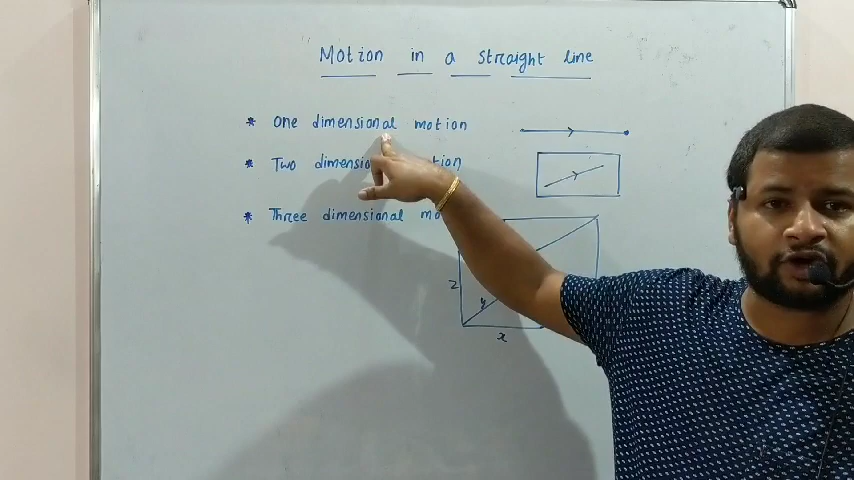 Motion in a straight line
* One dimensional motion
* Two
* Three dimensional
z
y
x